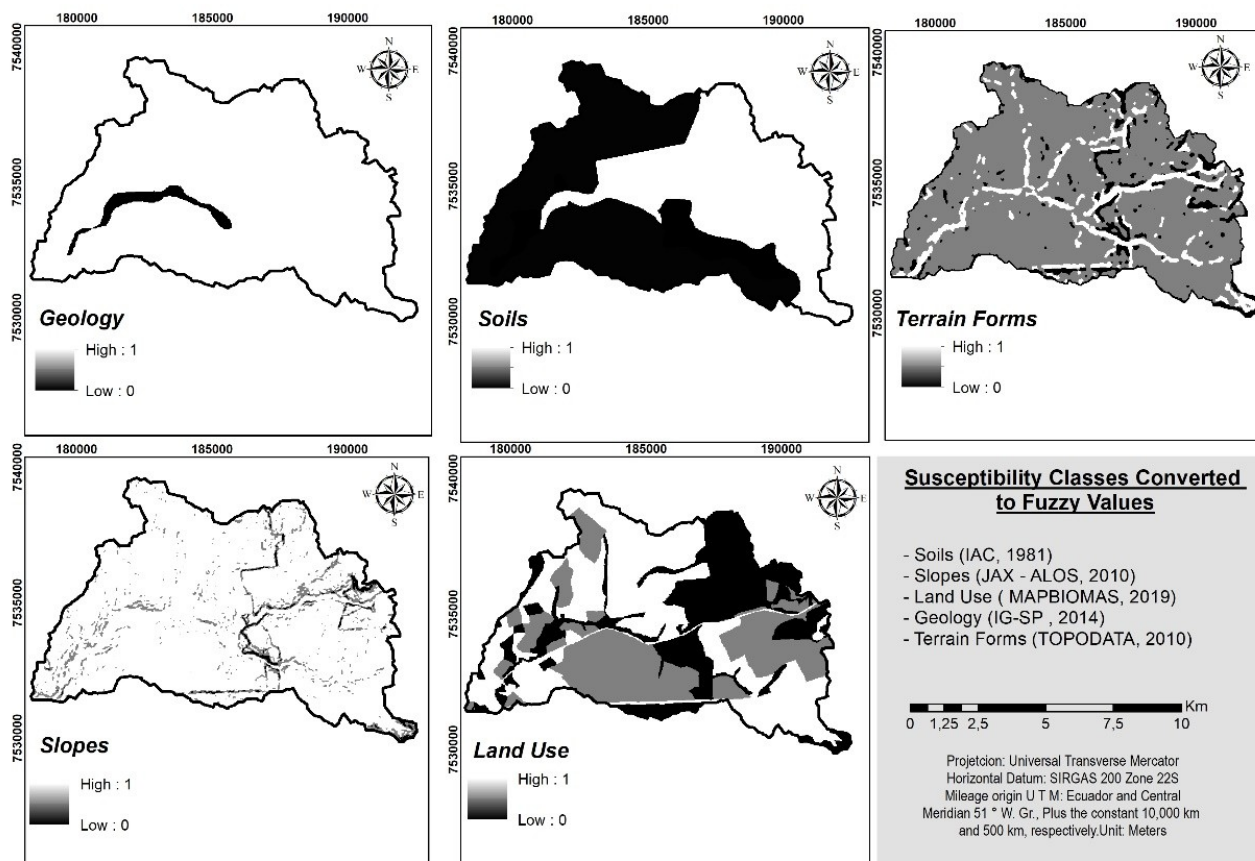 180000 185000 190000
7540000
7535000
7530000
N
W E
S
Geology
High : 1
Low : 0
180000 185000 190000
7540000
7535000
7530000
N
W E
S
Soils
High : 1
Low : 0
180000 185000 190000
7540000
7535000
7530000
N
W E
S
Terrain Forms
High : 1
Low : 0
180000 185000 190000
7540000
7535000
7530000
N
W E
S
Slopes
High : 1
Low : 0
180000 185000 190000
7540000
7535000
7530000
N
W E
S
Land Use
High : 1
Low : 0
Susceptibility Classes Converted
to Fuzzy Values
- Soils (IAC, 1981)
- Slopes (JAX - ALOS, 2010)
- Land Use ( MAPBIOMAS, 2019)
- Geology (IG-SP , 2014)
- Terrain Forms (TOPODATA, 2010)
Km
0 1,25 2,5 5 7,5 10
Projetcion: Universal Transverse Mercator
Horizontal Datum: SIRGAS 200 Zone 22S
Mileage origin U T M: Ecuador and Central
Meridian 51 ° W. Gr., Plus the constant 10,000 km
and 500 km, respectively.Unit: Meters